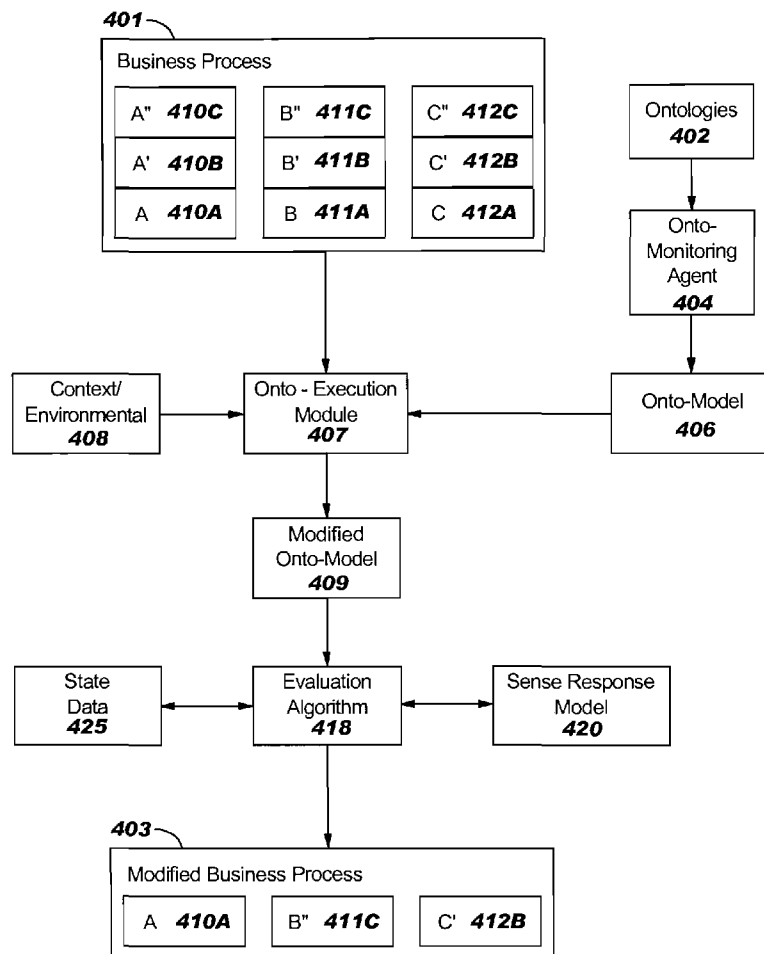 401
Business Process
A" 410C
B" 411C
C" 412C
A' 410B
B' 411B
C' 412B
A 410A
B 411A
C 412A
Ontologies
402
Onto-
Monitoring
Agent
404
Context/
Environmental
408
Onto - Execution
Module
407
Onto-Model
406
Modified
Onto-Model
409
State
Data
425
Evaluation
Algorithm
418
Sense Response
Model
420
403
Modified Business Process
A 410A
B" 411C
C' 412B